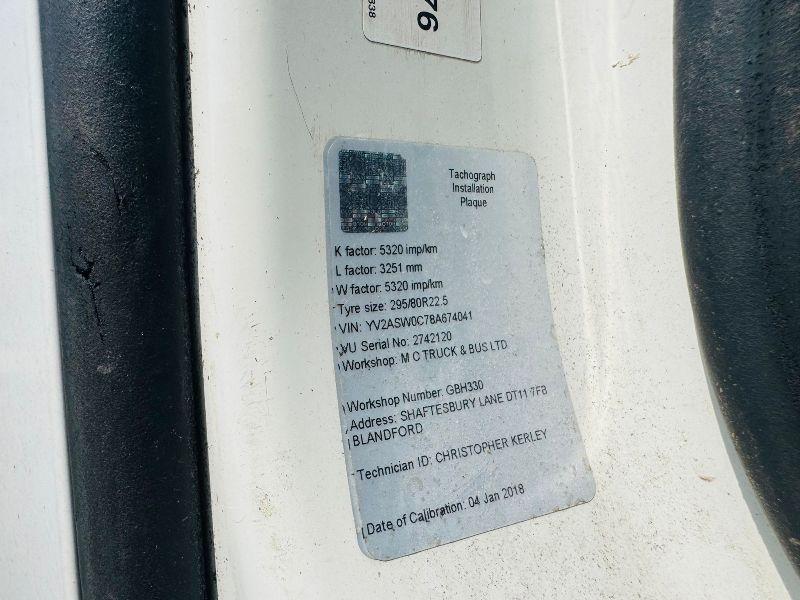 338
76
Tachograph
Installation
Plaque
K factor: 5320 imp/km
L factor: 3251 mm
W factor: 5320 imp/km
Tyre size: 295/80R22.5
VIN: YV2ASW0C78A674041
VU Serial No: 2742120
Workshop: M C TRUCK & BUS LTD
Workshop Number: GBH330
Address: SHAFTESBURY LANE DT11 7FB
BLANDFORD
Technician ID: CHRISTOPHER KERLEY
Date of Calibration: 04 Jan 2018